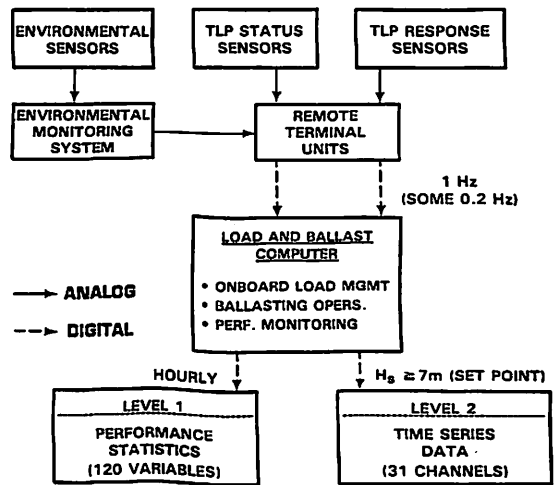 ENVIRONMENTAL
SENSORS
TLP STATUS
SENSORS
TLP RESPONSE
SENSORS
ENVIRONMENTAL
MONITORING
SYSTEM
REMOTE
TERMINAL
UNITS
1 Hz
(SOME 0.2 Hz)
LOAD AND BALLAST
COMPUTER
• ONBOARD LOAD MGMT
• BALLASTING OPERS.
• PERF. MONITORING
ANALOG
DIGITAL
HOURLY
Hs ≥ 7m (SET POINT)
LEVEL 1
PERFORMANCE
STATISTICS
(120 VARIABLES)
LEVEL 2
TIME SERIES
DATA
(31 CHANNELS)